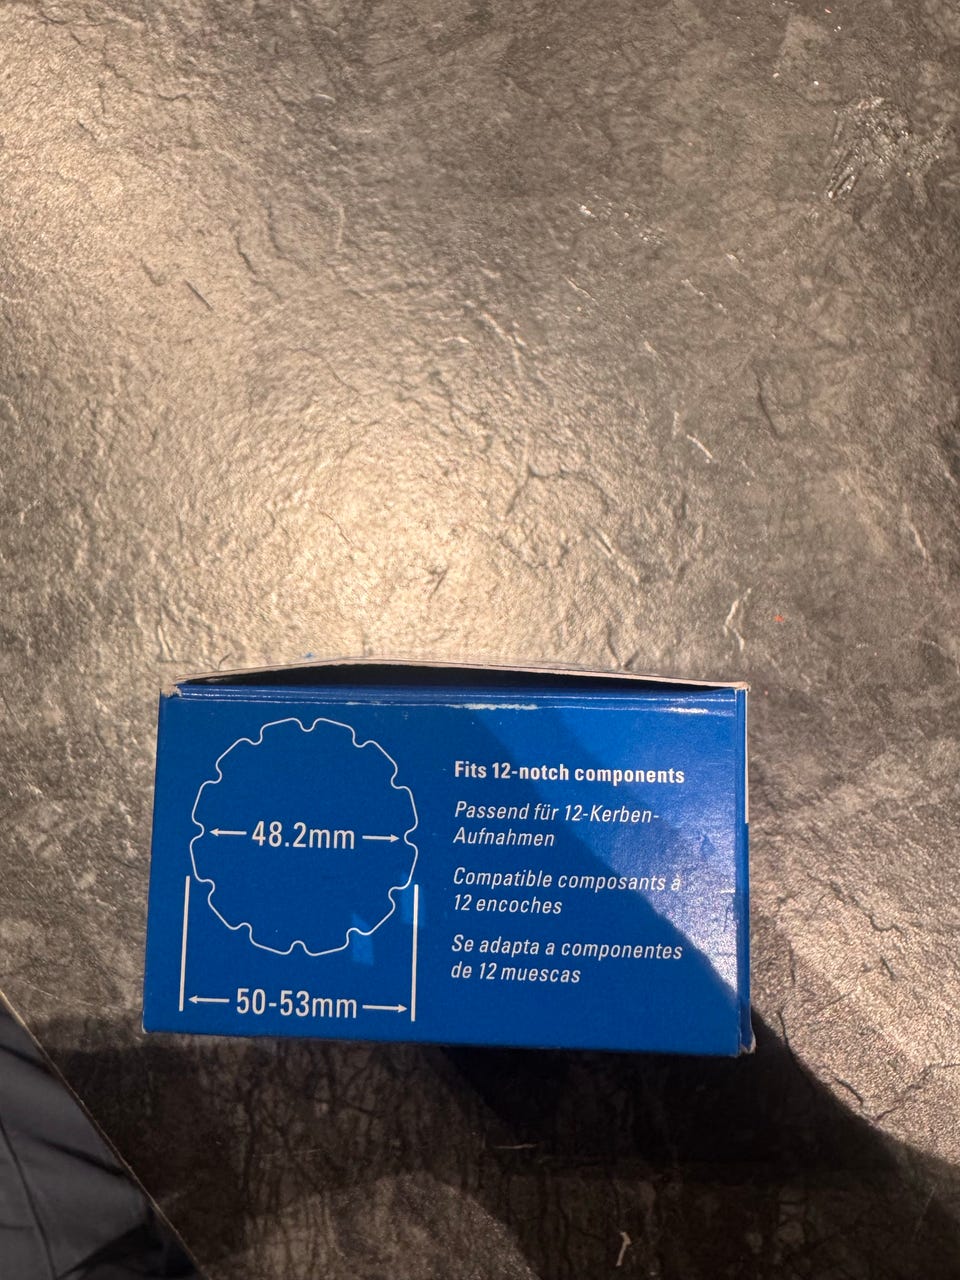 48.2mm
50-53mm
Fits 12-notch components
Passend für 12-Kerben-
Aufnahmen
Compatible composants à
12 encoches
Se adapta a componentes
de 12 muescas